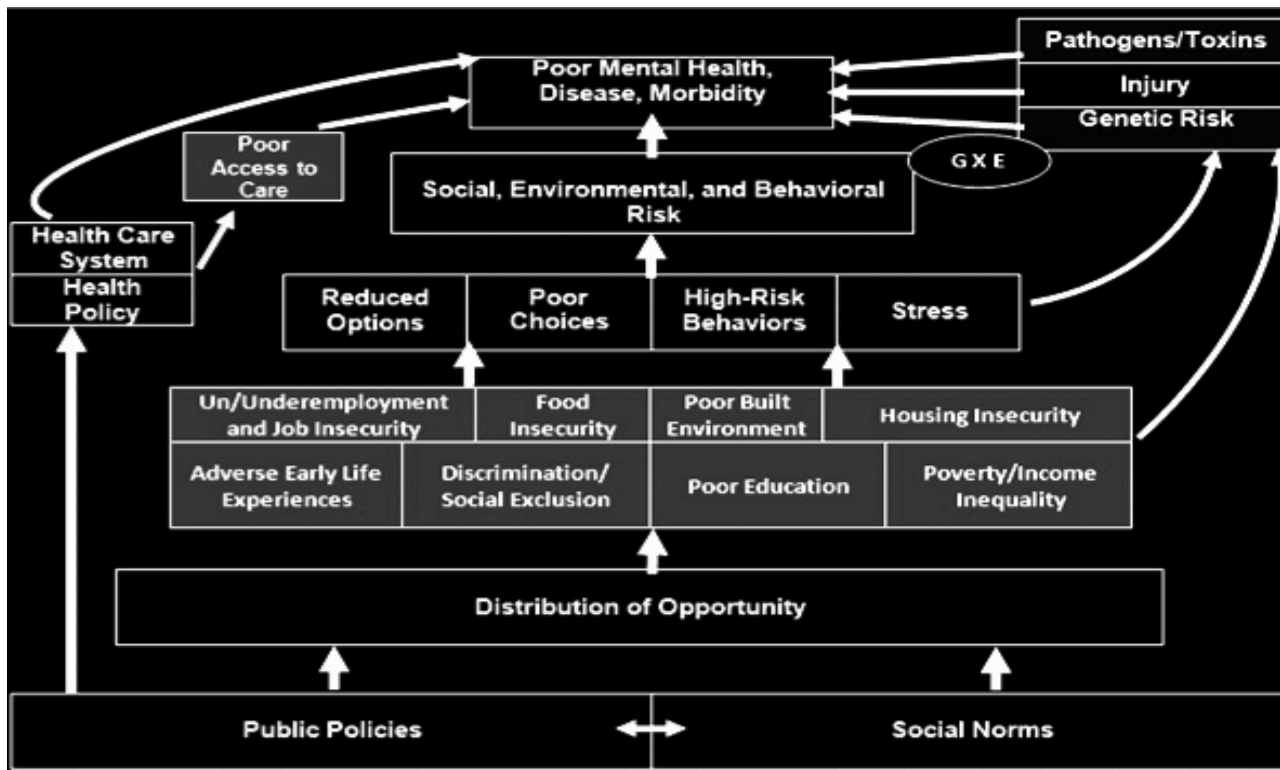 Pathogens/Toxins
Injury
Genetic Risk
Poor Mental Health,
Disease, Morbidity
Poor
Access to
Care
G X E
Social, Environmental, and Behavioral
Risk
Health Care
System
Health
Policy
Reduced
Options
Poor
Choices
High-Risk
Behaviors
Stress
Un/Underemployment
and Job Insecurity
Food
Insecurity
Poor Built
Environment
Housing Insecurity
Adverse Early Life
Experiences
Discrimination/
Social Exclusion
Poor Education
Poverty/Income
Inequality
Distribution of Opportunity
Public Policies
Social Norms